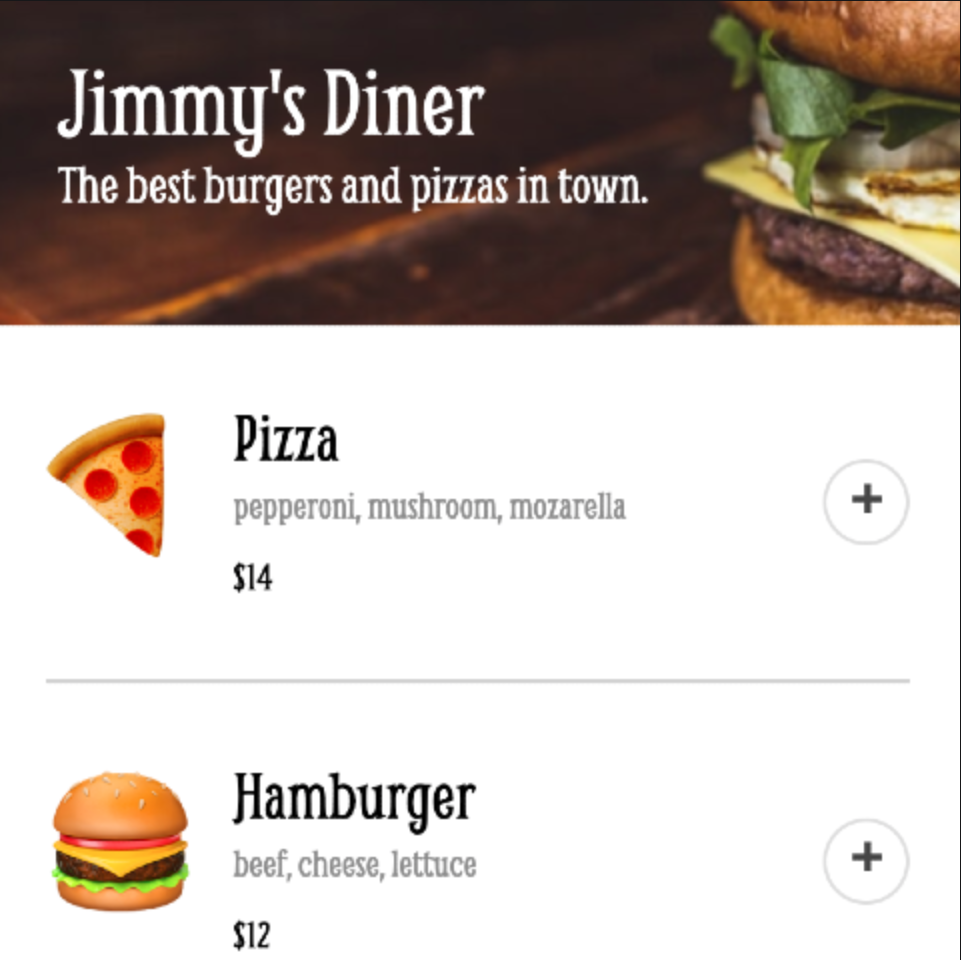 Jimmy's Diner
The best burgers and pizzas in town.
Pizza
pepperoni, mushroom, mozarella
+
$14
Hamburger
beef, cheese, lettuce
+
$12